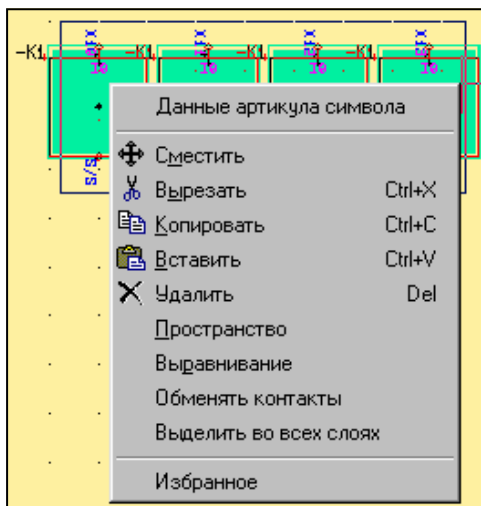 -K1 -K1 -K1 -K1
Данные артикула символа
Сместить
Вырезать Ctrl+X
Копировать Ctrl+C
Вставить Ctrl+V
Удалить Del
Пространство
Выравнивание
Обменять контакты
Выделить во всех слоях
Избранное